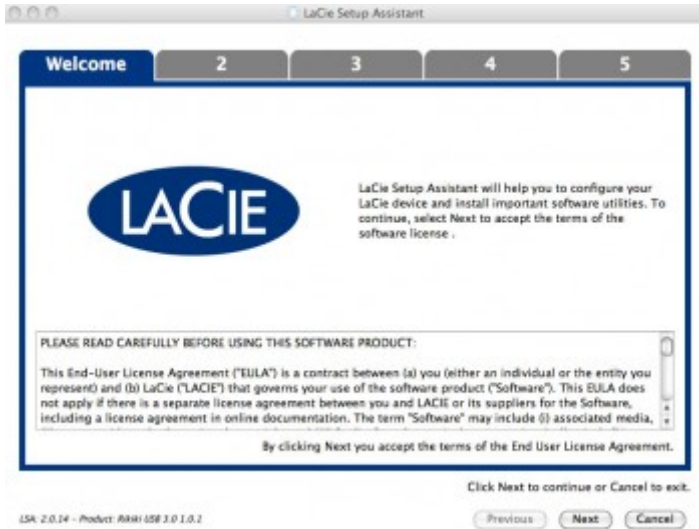 LaCie Setup Assistant
Welcome 2 3 4 5
LACIE
LaCie Setup Assistant will help you to configure your
LaCie device and install important software utilities. To
continue, select Next to accept the terms of the
software license .
PLEASE READ CAREFULLY BEFORE USING THIS SOFTWARE PRODUCT:
This End-User License Agreement ("EULA") is a contract between (a) you (either an individual or the entity you
represent) and (b) LaCie ("LACIE") that governs your use of the software product ("Software"). This EULA does
not apply if there is a separate license agreement between you and LACIE or its suppliers for the Software,
including a license agreement in online documentation. The term "Software" may include (i) associated media,
By clicking Next you accept the terms of the End User License Agreement.
Click Next to continue or Cancel to exit.
LSA: 2.0.14 - Product: Rikiki USB 3.0 1.0.2
Previous Next Cancel